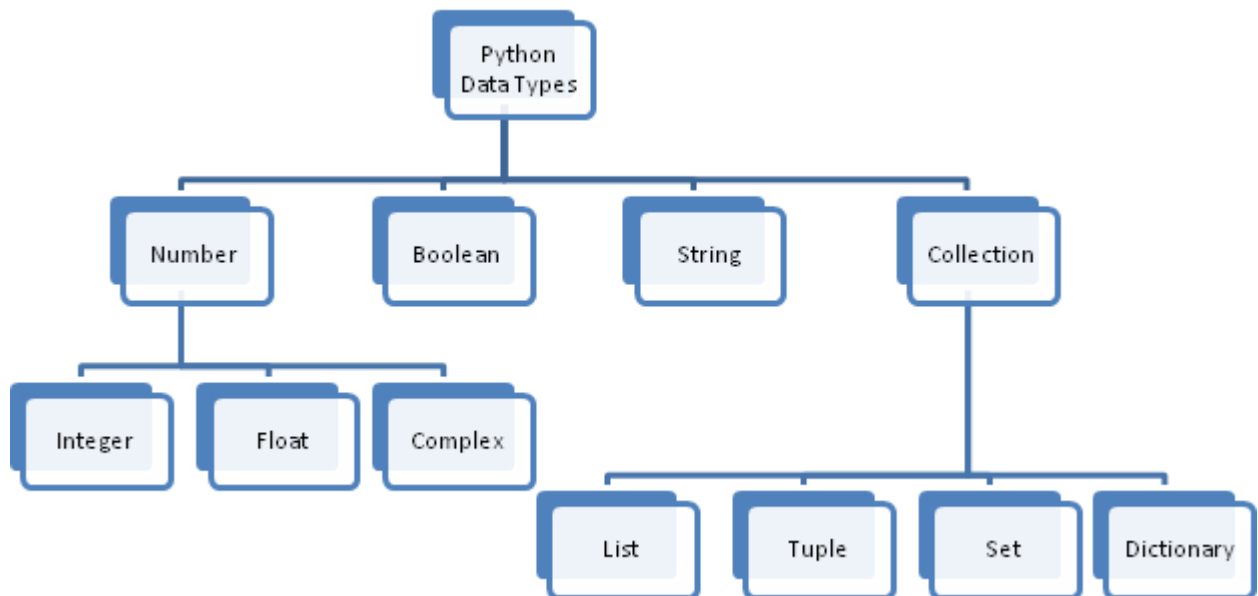 Python
Data Types
Number
Boolean
String
Collection
Integer
Float
Complex
List
Tuple
Set
Dictionary